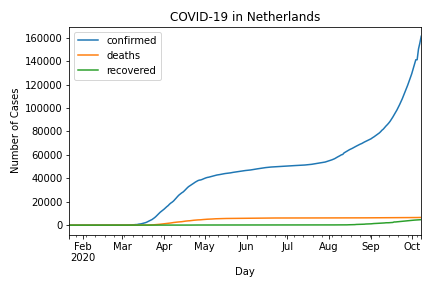 COVID-19 in Netherlands
confirmed
deaths
recovered
Number of Cases
160000
140000
120000
100000
80000
60000
40000
20000
0
Feb Mar Apr May Jun Jul Aug Sep Oct
2020
Day